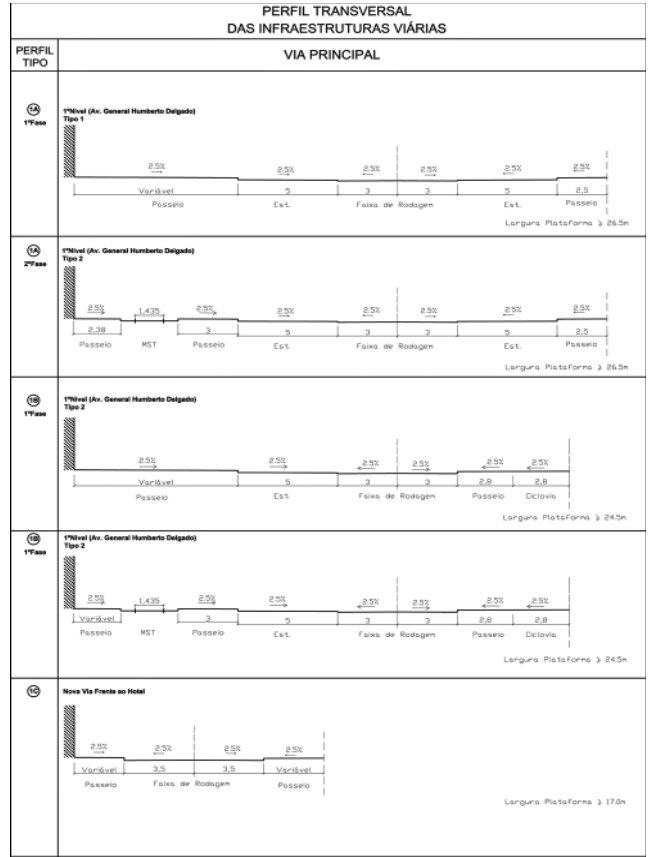 PERFIL TRANSVERSAL
DAS INFRAESTRUTURAS VIÁRIAS
PERFIL
TIPO
VIA PRINCIPAL
1A
1ªFase
1ºNível (Av. General Humberto Delgado)
Tipo 1
2.5% 2.5% 2.5% 2.5% 2.5% 2.5%
Variável 5 3 3 5 2,5
Passeio Est. Faixa de Rodagem Est. Passeio
Largura Plataforma ≥ 26.5m
1A
2ªFase
1ºNível (Av. General Humberto Delgado)
Tipo 2
2.5% 1,435 2.5% 2.5% 2.5% 2.5% 2.5% 2.5%
2,38 3 5 3 3 5 2,5
Passeio MST Passeio Est. Faixa de Rodagem Est. Passeio
Largura Plataforma ≥ 26.5m
1B
1ªFase
1ºNível (Av. General Humberto Delgado)
Tipo 2
2.5% 2.5% 2.5% 2.5% 2.5% 2.5%
Variável 5 3 3 2,8 2,8
Passeio Est. Faixa de Rodagem Passeio Ciclovia
Largura Plataforma ≥ 24.5m
1B
1ªFase
1ºNível (Av. General Humberto Delgado)
Tipo 2
2.5% 1,435 2.5% 2.5% 2.5% 2.5% 2.5% 2.5%
Variável 3 5 3 3 2,8 2,8
Passeio MST Passeio Est. Faixa de Rodagem Passeio Ciclovia
Largura Plataforma ≥ 24.5m
1C
Nova Via Frente ao Hotel
2.5% 2.5% 2.5% 2.5%
Variável 3,5 3,5 Variável
Passeio Faixa de Rodagem Passeio
Largura Plataforma ≥ 17.0m